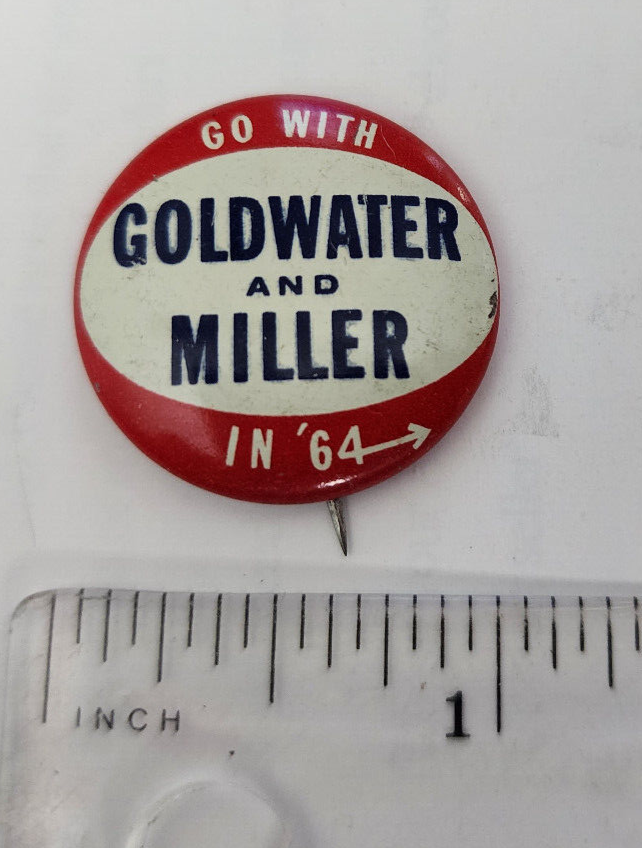 GO WITH
GOLDWATER
AND
MILLER
IN '64
1
INCH